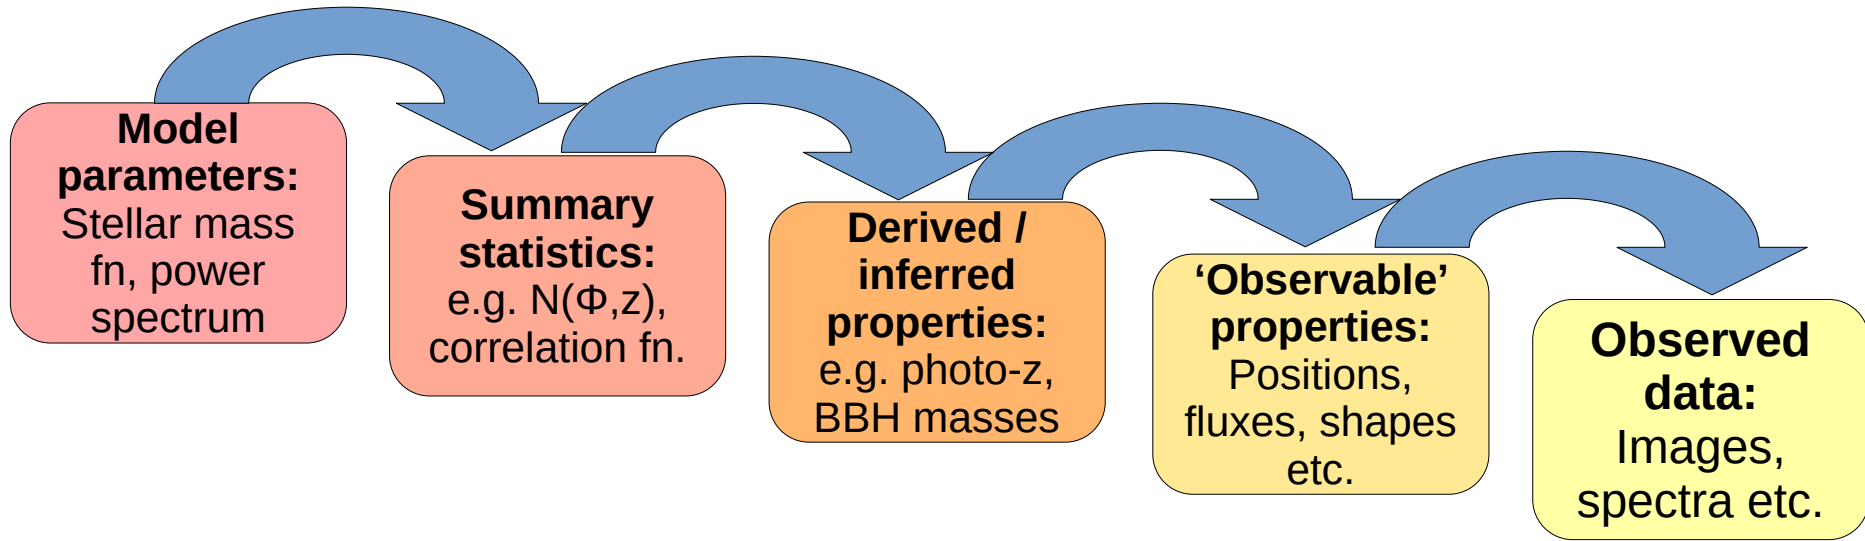 Model
parameters:
Stellar mass
fn, power
spectrum
Summary
statistics:
e.g. N(Φ,z),
correlation fn.
Derived /
inferred
properties:
e.g. photo-z,
BBH masses
‘Observable’
properties:
Positions,
fluxes, shapes
etc.
Observed
data:
Images,
spectra etc.